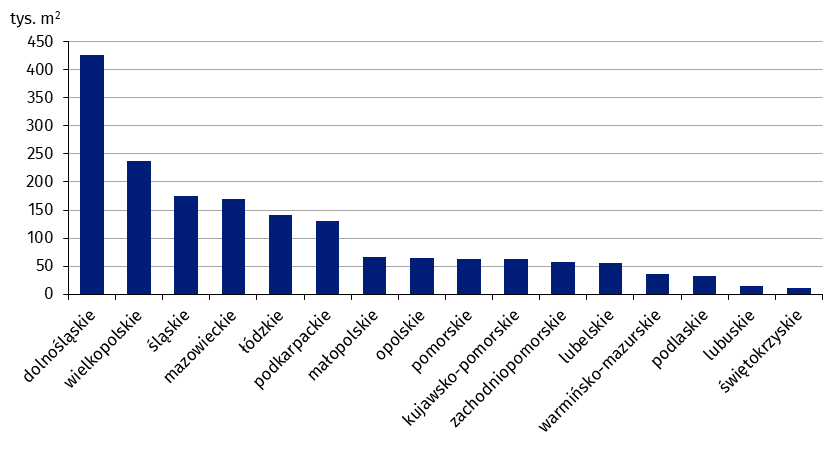 tys. m²
450
400
350
300
250
200
150
100
50
0
dolnośląskie
wielkopolskie
śląskie
mazowieckie
łódzkie
podkarpackie
małopolskie
opolskie
pomorskie
kujawsko-pomorskie
zachodniopomorskie
lubelskie
warmińsko-mazurskie
podlaskie
lubuskie
świętokrzyskie